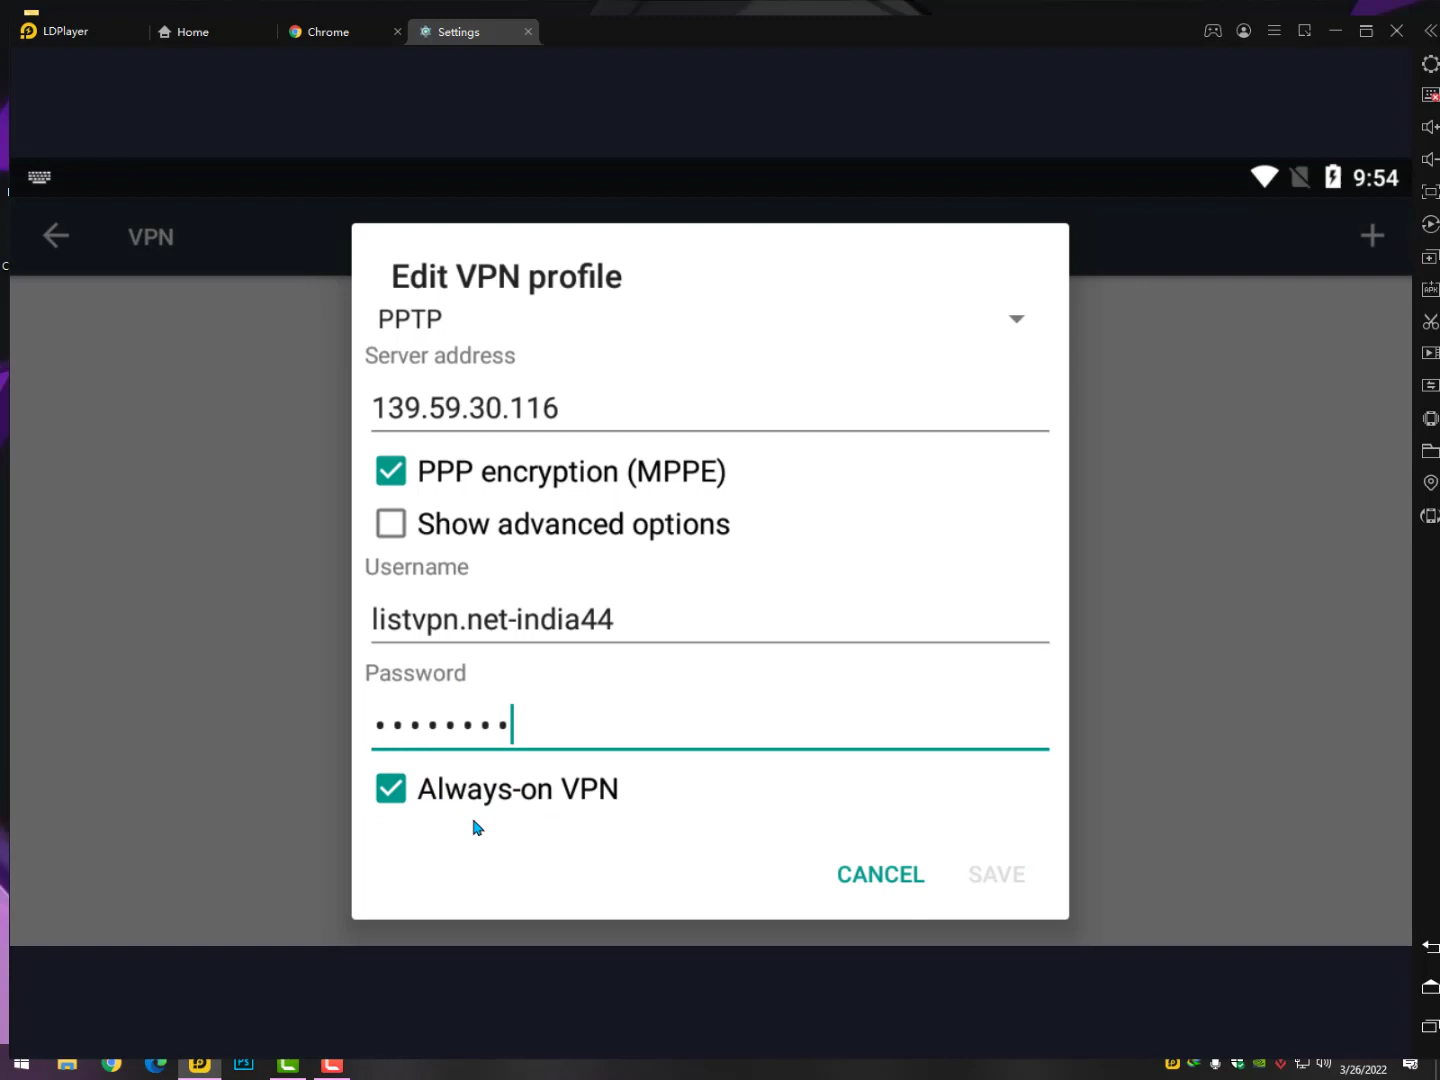 LDPlayer
Home
Chrome
Settings
9:54
VPN
Edit VPN profile
PPTP
Server address
139.59.30.116
PPP encryption (MPPE)
Show advanced options
Username
listvpn.net-india44
Password
••••••••
Always-on VPN
CANCEL
SAVE
3/26/2022